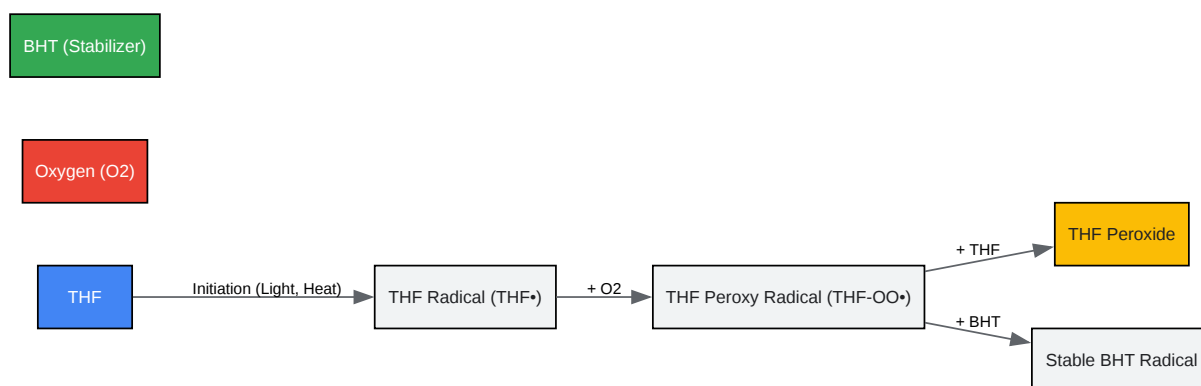 BHT (Stabilizer)
Oxygen (O2)
THF
Initiation (Light, Heat)
THF Radical (THF•)
+ O2
THF Peroxy Radical (THF-OO•)
+ THF
THF Peroxide
+ BHT
Stable BHT Radical